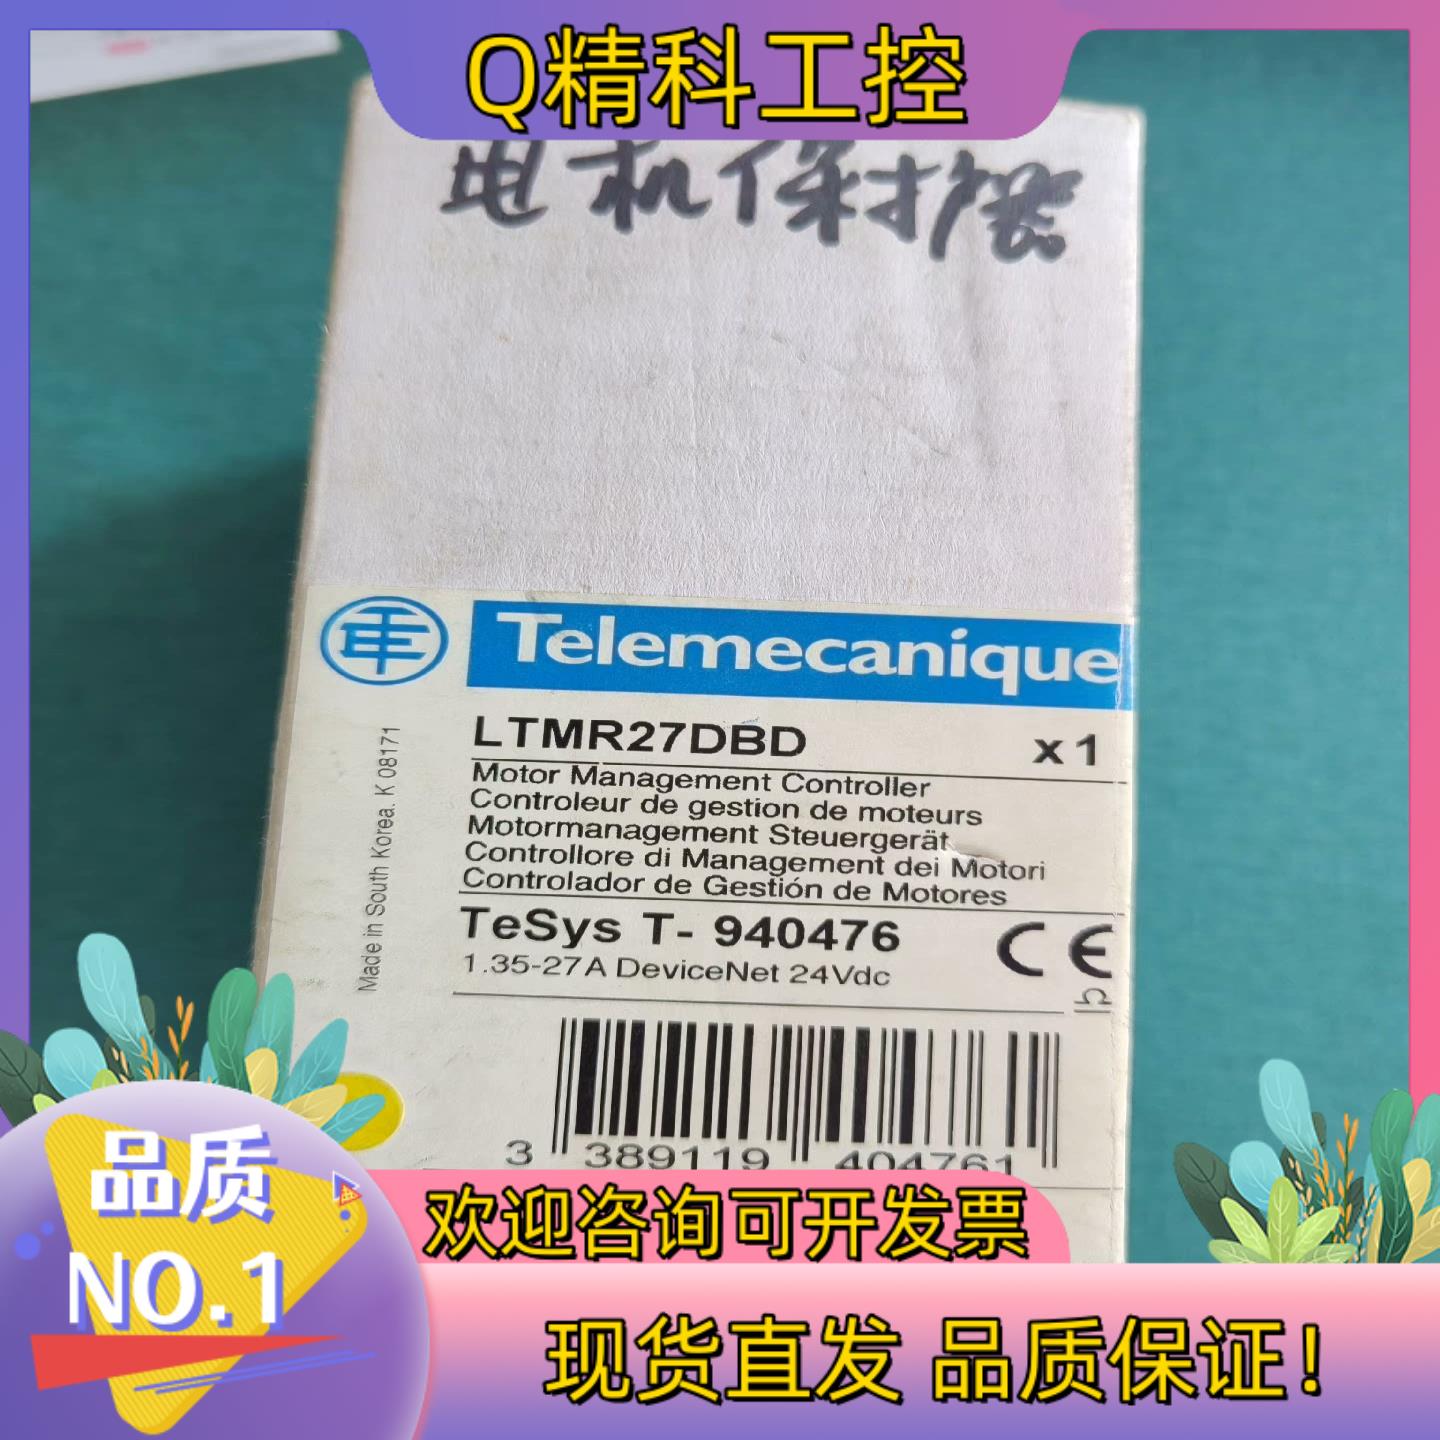 Q精科工控
电机保护器
Telemecanique
LTMR27DBD x 1
Motor Management Controller
Controleur de gestion de moteurs
Motormanagement Steuergerät
Controllore di Management dei Motori
Controlador de Gestión de Motores
TeSys T- 940476
1.35-27A DeviceNet 24Vdc
CE
Made in South Korea. K 08171
3 389119 404761
品质
NO.1
欢迎咨询可开发票
现货直发 品质保证!